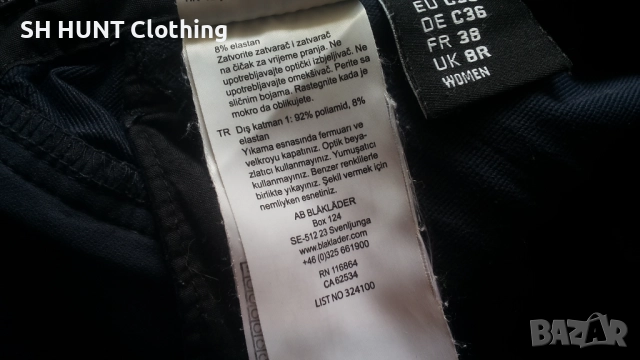 SH HUNT Clothing
8% elastan
Zatvorite zatvarač i zatvarač
na čičak za vrijeme pranja. Ne
upotrebljavajte optički izbjeljivač. Ne
upotrebljavajte omekšivač. Perite sa
sličnim bojama. Rastegnite kada je
mokro da oblikujete.
TR Dış katman 1: 92% poliamid, 8%
elastan
Yıkama esnasında fermuarı ve
velkroyu kapatınız. Optik beya-
zlatıcı kullanmayınız. Yumuşatıcı
kullanmayınız. Benzer renklilerle
birlikte yıkayınız. Şekil vermek için
nemliyken esnetiniz.
AB BLÅKLÄDER
Box 124
SE-512 23 Svenljunga
www.blaklader.com
+46 (0)325 661900
RN 116864
CA 62534
LIST NO 324100
DE C36
FR 38
UK 8R
WOMEN
BAZAR